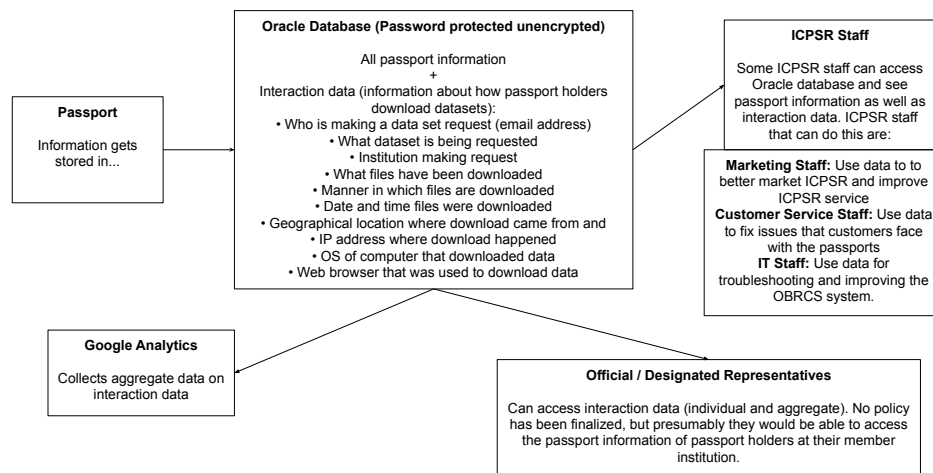 Oracle Database (Password protected unencrypted)
All passport information
+
Interaction data (information about how passport holders
download datasets):
• Who is making a data set request (email address)
• What dataset is being requested
• Institution making request
• What files have been downloaded
• Manner in which files are downloaded
• Date and time files were downloaded
• Geographical location where download came from and
• IP address where download happened
• OS of computer that downloaded data
• Web browser that was used to download data
Passport
Information gets
stored in...
ICPSR Staff
Some ICPSR staff can access
Oracle database and see
passport information as well as
interaction data. ICPSR staff
that can do this are:
Marketing Staff: Use data to to
better market ICPSR and improve
ICPSR service
Customer Service Staff: Use data
to fix issues that customers face
with the passports
IT Staff: Use data for
troubleshooting and improving the
OBRCS system.
Google Analytics
Collects aggregate data on
interaction data
Official / Designated Representatives
Can access interaction data (individual and aggregate). No policy
has been finalized, but presumably they would be able to access
the passport information of passport holders at their member
institution.